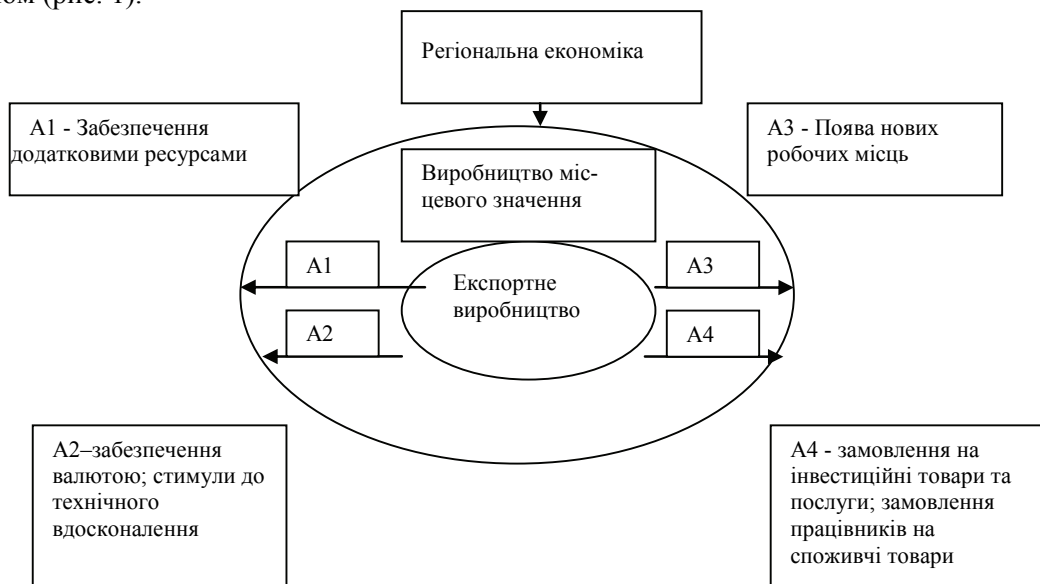 ном (рис. 1).
Регіональна економіка
А1 - Забезпечення
додатковими ресурсами
А3 - Поява нових
робочих місць
Виробництво міс-
цевого значення
А1
А3
Експортне
виробництво
А2
А4
А2–забезпечення
валютою; стимули до
технічного
вдосконалення
А4 - замовлення на
інвестиційні товари та
послуги; замовлення
працівників на
споживчі товари